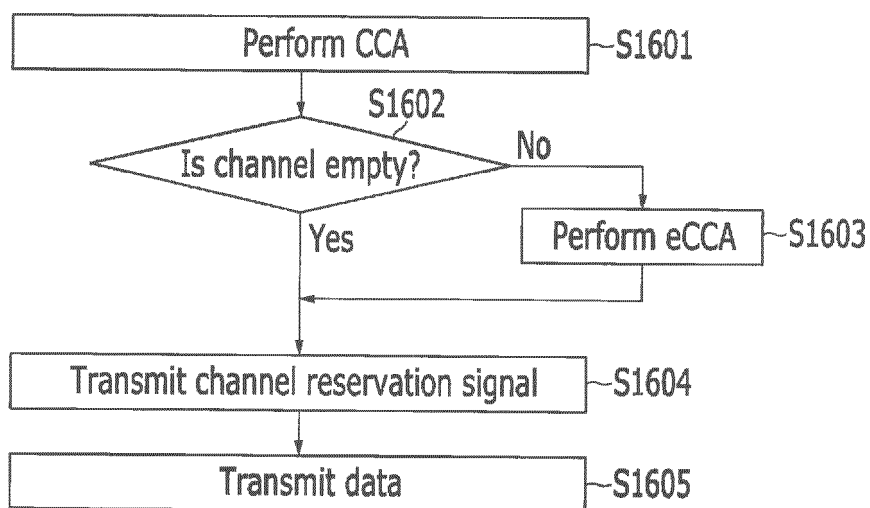 Perform CCA
S1601
S1602
Is channel empty?
No
Yes
Perform eCCA
S1603
Transmit channel reservation signal
S1604
Transmit data
S1605